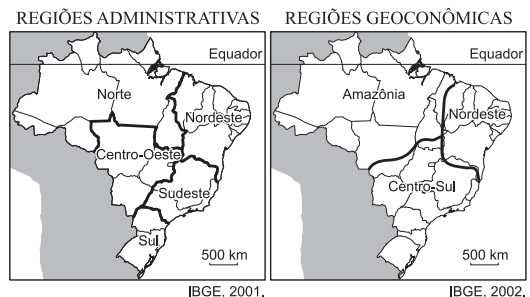 REGIÕES ADMINISTRATIVAS
Equador
Norte
Nordeste
Centro-Oeste
Sudeste
Sul
500 km
IBGE, 2001.
REGIÕES GEOCONÔMICAS
Equador
Amazônia
Nordeste
Centro-Sul
500 km
IBGE, 2002.